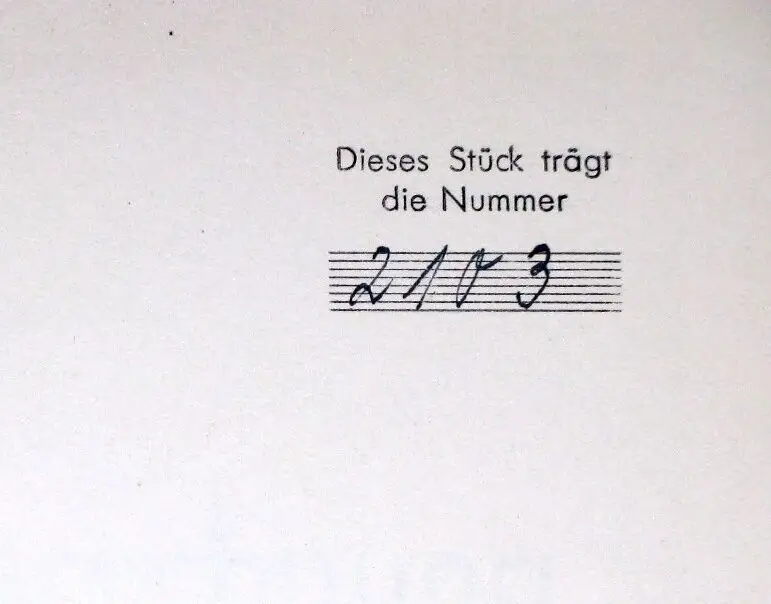 Dieses Stück trägt
die Nummer
2103